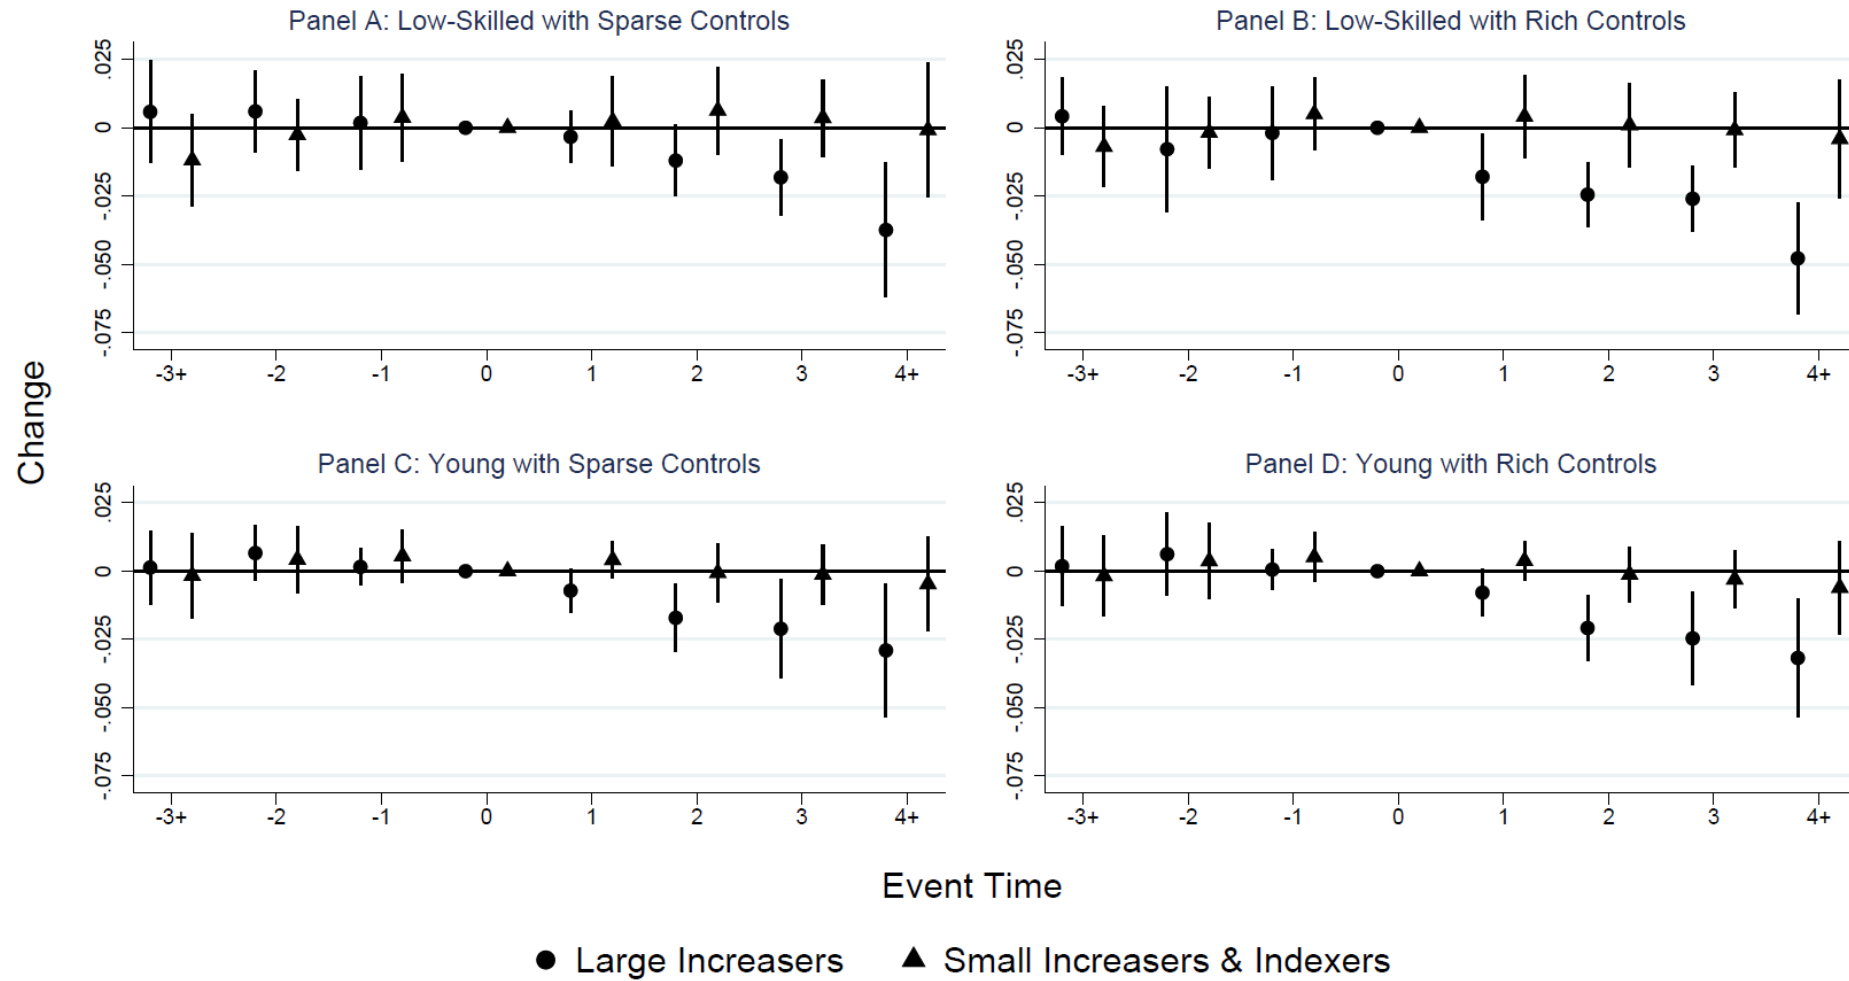 Panel A: Low-Skilled with Sparse Controls
.025
0
-.025
-.050
-.075
-3+ -2 -1 0 1 2 3 4+
Panel B: Low-Skilled with Rich Controls
.025
0
-.025
-.050
-.075
-3+ -2 -1 0 1 2 3 4+
Change
Panel C: Young with Sparse Controls
.025
0
-.025
-.050
-.075
-3+ -2 -1 0 1 2 3 4+
Panel D: Young with Rich Controls
.025
0
-.025
-.050
-.075
-3+ -2 -1 0 1 2 3 4+
Event Time
Large Increasers Small Increasers & Indexers